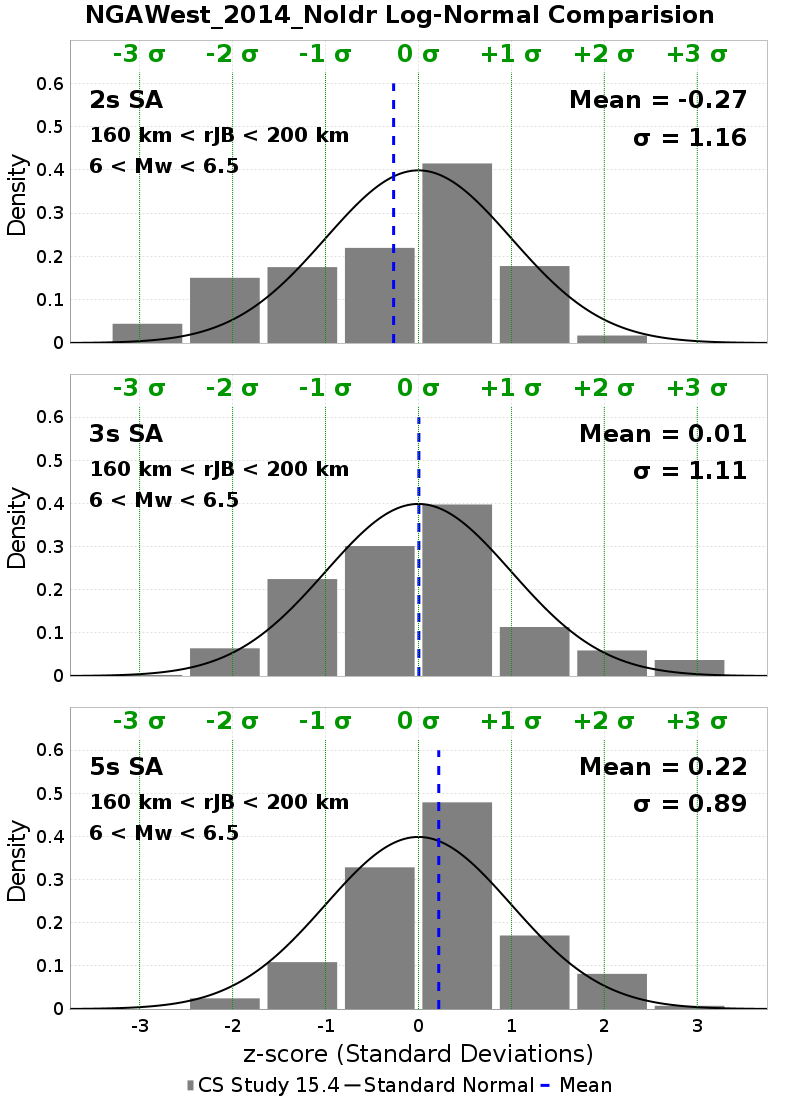 NGAWest_2014_NoIdr Log-Normal Comparision
-3 σ -2 σ -1 σ 0 σ +1 σ +2 σ +3 σ
0.6
2s SA Mean = -0.27
0.5
160 km < rJB < 200 km σ = 1.16
6 < Mw < 6.5
0.4
0.3
0.2
0.1
0
Density
-3 σ -2 σ -1 σ 0 σ +1 σ +2 σ +3 σ
0.6
3s SA Mean = 0.01
0.5
160 km < rJB < 200 km σ = 1.11
6 < Mw < 6.5
0.4
0.3
0.2
0.1
0
Density
-3 σ -2 σ -1 σ 0 σ +1 σ +2 σ +3 σ
0.6
5s SA Mean = 0.22
0.5
160 km < rJB < 200 km σ = 0.89
6 < Mw < 6.5
0.4
0.3
0.2
0.1
0
Density
-3 -2 -1 0 1 2 3
z-score (Standard Deviations)
CS Study 15.4 Standard Normal Mean